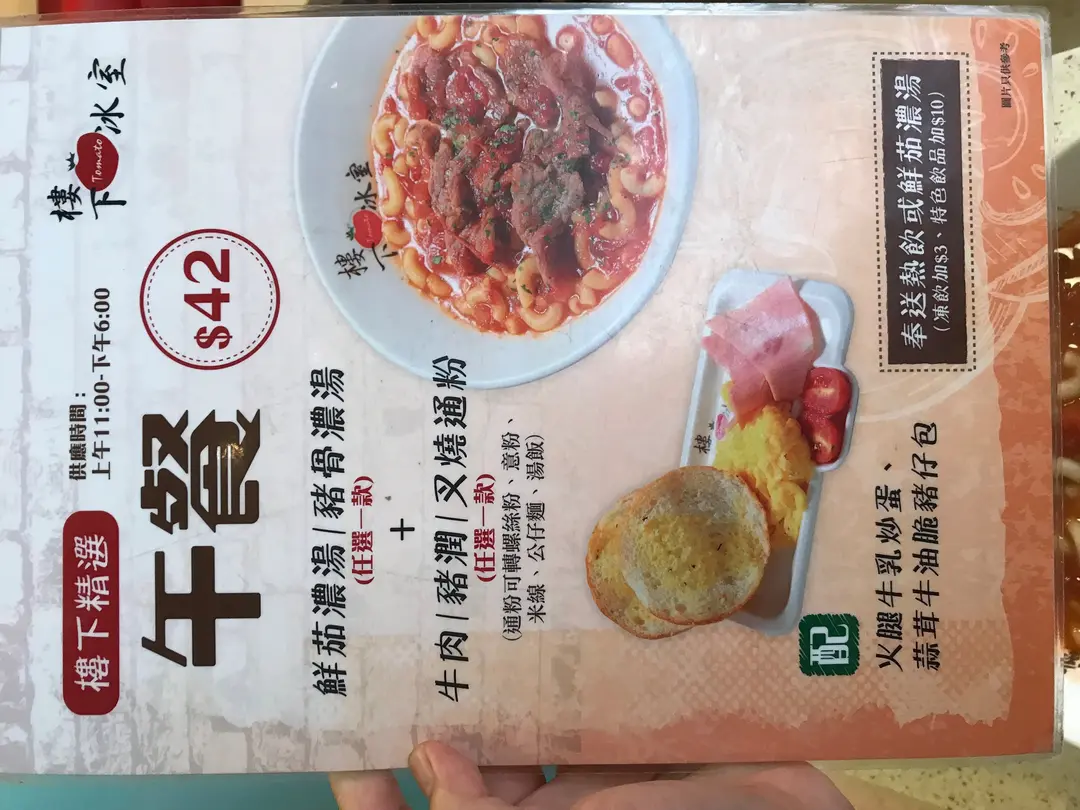 樓下冰室
Tomato
樓下精選
供應時間：
上午11:00-下午6:00
午餐
$42
鮮茄濃湯|豬骨濃湯
(任選一款)
+
牛肉|豬潤|叉燒通粉
(任選一款)
(通粉可轉螺絲粉、意粉、
米線、公仔麵、湯飯)
樓下冰室
樓
配
火腿牛乳炒蛋、
蒜茸牛油脆豬仔包
奉送熱飲或鮮茄濃湯
(凍飲加$3、特色飲品加$10)
圖片只供參考